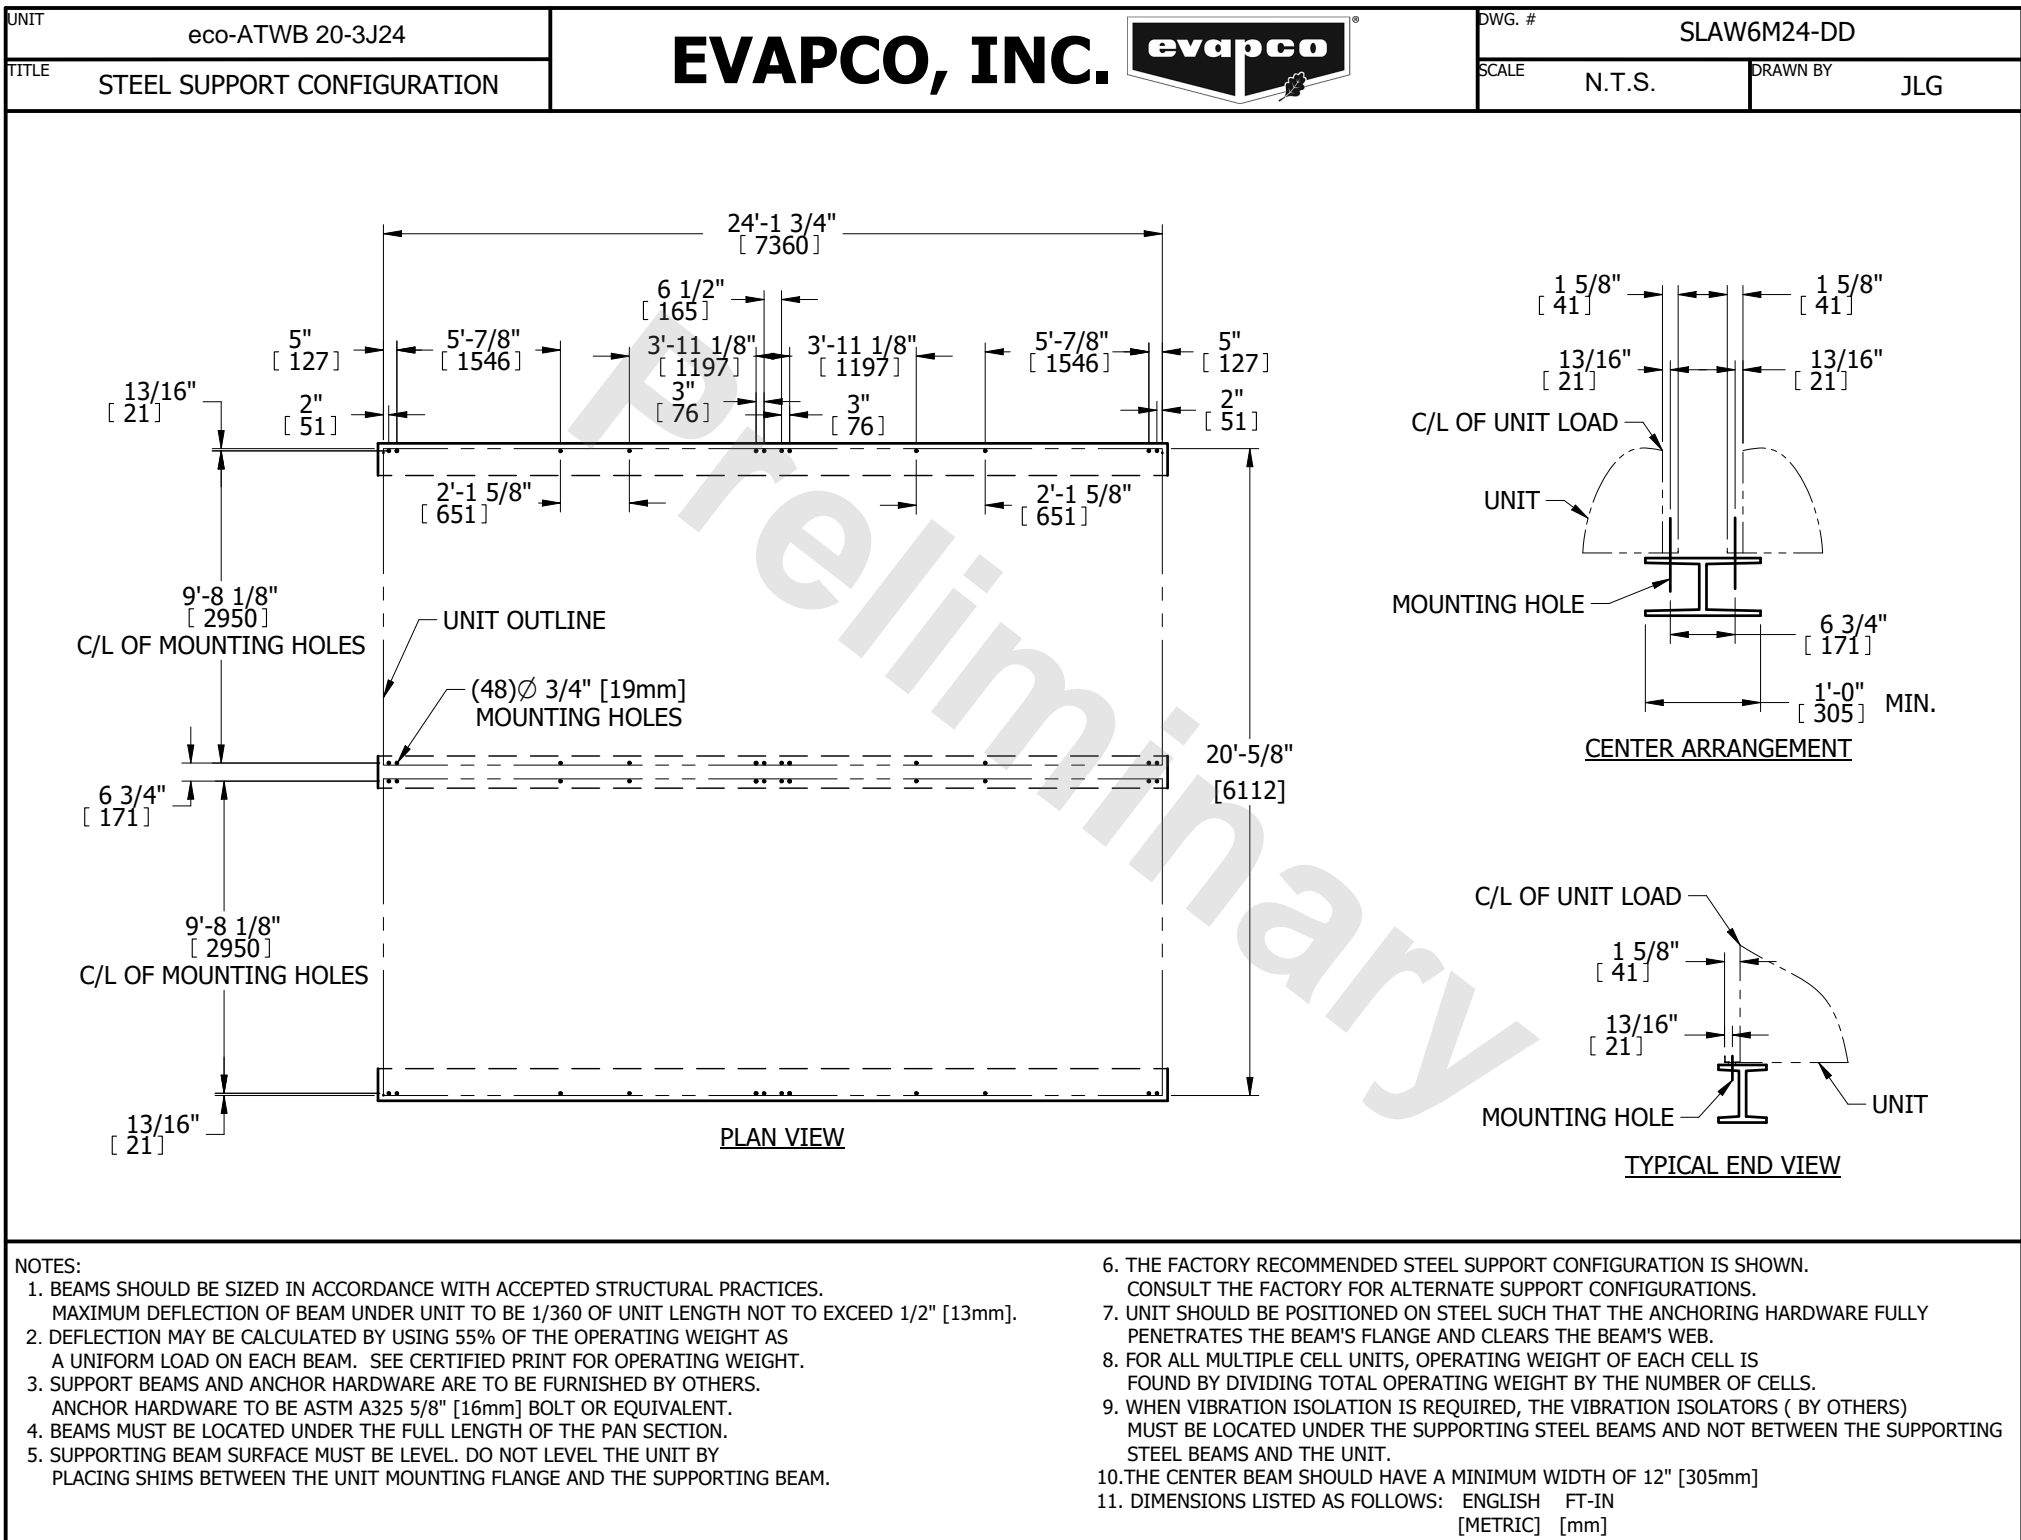 UNIT
eco-ATWB 20-3J24
TITLE
STEEL SUPPORT CONFIGURATION
EVAPCO, INC.
evapco
®
DWG. #
SLAW6M24-DD
SCALE
N.T.S.
DRAWN BY
JLG
24'-1 3/4"
[ 7360 ]
6 1/2"
[ 165 ]
5"
[ 127 ]
5'-7/8"
[ 1546 ]
3'-11 1/8"
[ 1197 ]
3'-11 1/8"
[ 1197 ]
5'-7/8"
[ 1546 ]
5"
[ 127 ]
13/16"
[ 21 ]
2"
[ 51 ]
3"
[ 76 ]
3"
[ 76 ]
2"
[ 51 ]
2'-1 5/8"
[ 651 ]
2'-1 5/8"
[ 651 ]
9'-8 1/8"
[ 2950 ]
C/L OF MOUNTING HOLES
UNIT OUTLINE
(48)∅ 3/4" [19mm]
MOUNTING HOLES
6 3/4"
[ 171 ]
20'-5/8"
[6112]
9'-8 1/8"
[ 2950 ]
C/L OF MOUNTING HOLES
13/16"
[ 21 ]
PLAN VIEW
Preliminary
1 5/8"
[ 41 ]
1 5/8"
[ 41 ]
13/16"
[ 21 ]
13/16"
[ 21 ]
C/L OF UNIT LOAD
UNIT
MOUNTING HOLE
6 3/4"
[ 171 ]
1'-0"
[ 305 ] MIN.
CENTER ARRANGEMENT
C/L OF UNIT LOAD
1 5/8"
[ 41 ]
13/16"
[ 21 ]
MOUNTING HOLE
UNIT
TYPICAL END VIEW
NOTES:
1. BEAMS SHOULD BE SIZED IN ACCORDANCE WITH ACCEPTED STRUCTURAL PRACTICES.
MAXIMUM DEFLECTION OF BEAM UNDER UNIT TO BE 1/360 OF UNIT LENGTH NOT TO EXCEED 1/2" [13mm].
2. DEFLECTION MAY BE CALCULATED BY USING 55% OF THE OPERATING WEIGHT AS
A UNIFORM LOAD ON EACH BEAM. SEE CERTIFIED PRINT FOR OPERATING WEIGHT.
3. SUPPORT BEAMS AND ANCHOR HARDWARE ARE TO BE FURNISHED BY OTHERS.
ANCHOR HARDWARE TO BE ASTM A325 5/8" [16mm] BOLT OR EQUIVALENT.
4. BEAMS MUST BE LOCATED UNDER THE FULL LENGTH OF THE PAN SECTION.
5. SUPPORTING BEAM SURFACE MUST BE LEVEL. DO NOT LEVEL THE UNIT BY
PLACING SHIMS BETWEEN THE UNIT MOUNTING FLANGE AND THE SUPPORTING BEAM.
6. THE FACTORY RECOMMENDED STEEL SUPPORT CONFIGURATION IS SHOWN.
CONSULT THE FACTORY FOR ALTERNATE SUPPORT CONFIGURATIONS.
7. UNIT SHOULD BE POSITIONED ON STEEL SUCH THAT THE ANCHORING HARDWARE FULLY
PENETRATES THE BEAM'S FLANGE AND CLEARS THE BEAM'S WEB.
8. FOR ALL MULTIPLE CELL UNITS, OPERATING WEIGHT OF EACH CELL IS
FOUND BY DIVIDING TOTAL OPERATING WEIGHT BY THE NUMBER OF CELLS.
9. WHEN VIBRATION ISOLATION IS REQUIRED, THE VIBRATION ISOLATORS ( BY OTHERS)
MUST BE LOCATED UNDER THE SUPPORTING STEEL BEAMS AND NOT BETWEEN THE SUPPORTING
STEEL BEAMS AND THE UNIT.
10.THE CENTER BEAM SHOULD HAVE A MINIMUM WIDTH OF 12" [305mm]
11. DIMENSIONS LISTED AS FOLLOWS: ENGLISH FT-IN
[METRIC] [mm]